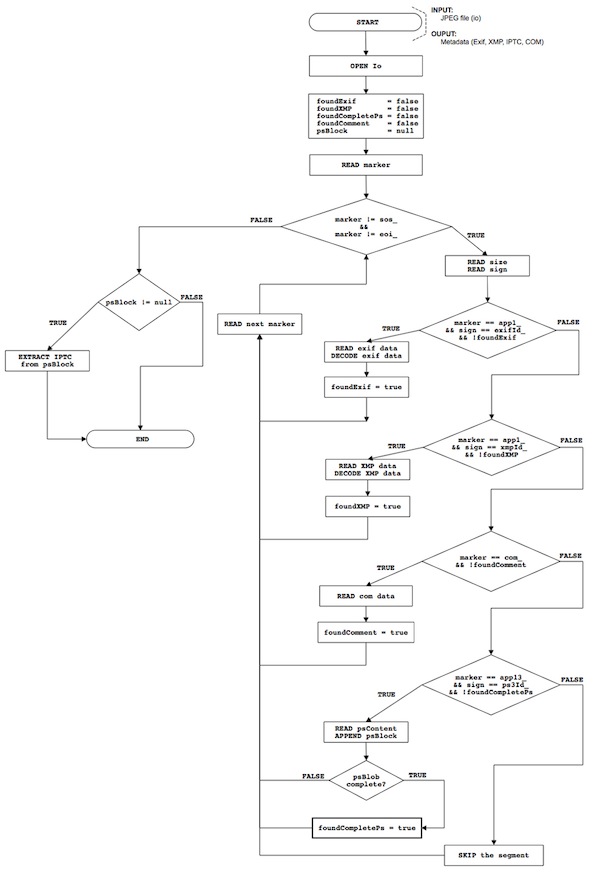 INPUT:
JPEG file (io)
START
OUPUT:
Metadata (Exif, XMP, IPTC, COM)
OPEN Io
foundExif = false
foundXMP = false
foundCompletePs = false
foundComment = false
psBlock = null
READ marker
FALSE
marker != sos_
&&
marker != eoi_
TRUE
READ size
READ sign
psBlock != null
FALSE
TRUE
EXTRACT IPTC
from psBlock
END
READ next marker
marker == app1_
&& sign == exifId_
&& !foundExif
FALSE
TRUE
READ exif data
DECODE exif data
foundExif = true
marker == app1_
&& sign == xmpId_
&& !foundXMP
FALSE
TRUE
READ XMP data
DECODE XMP data
foundXMP = true
marker == com_
&& !foundComment
FALSE
TRUE
READ com data
foundComment = true
marker == app13_
&& sign == ps3Id_
&& !foundCompletePs
FALSE
TRUE
READ psContent
APPEND psBlock
FALSE
psBlob
complete?
TRUE
foundCompletePs = true
SKIP the segment